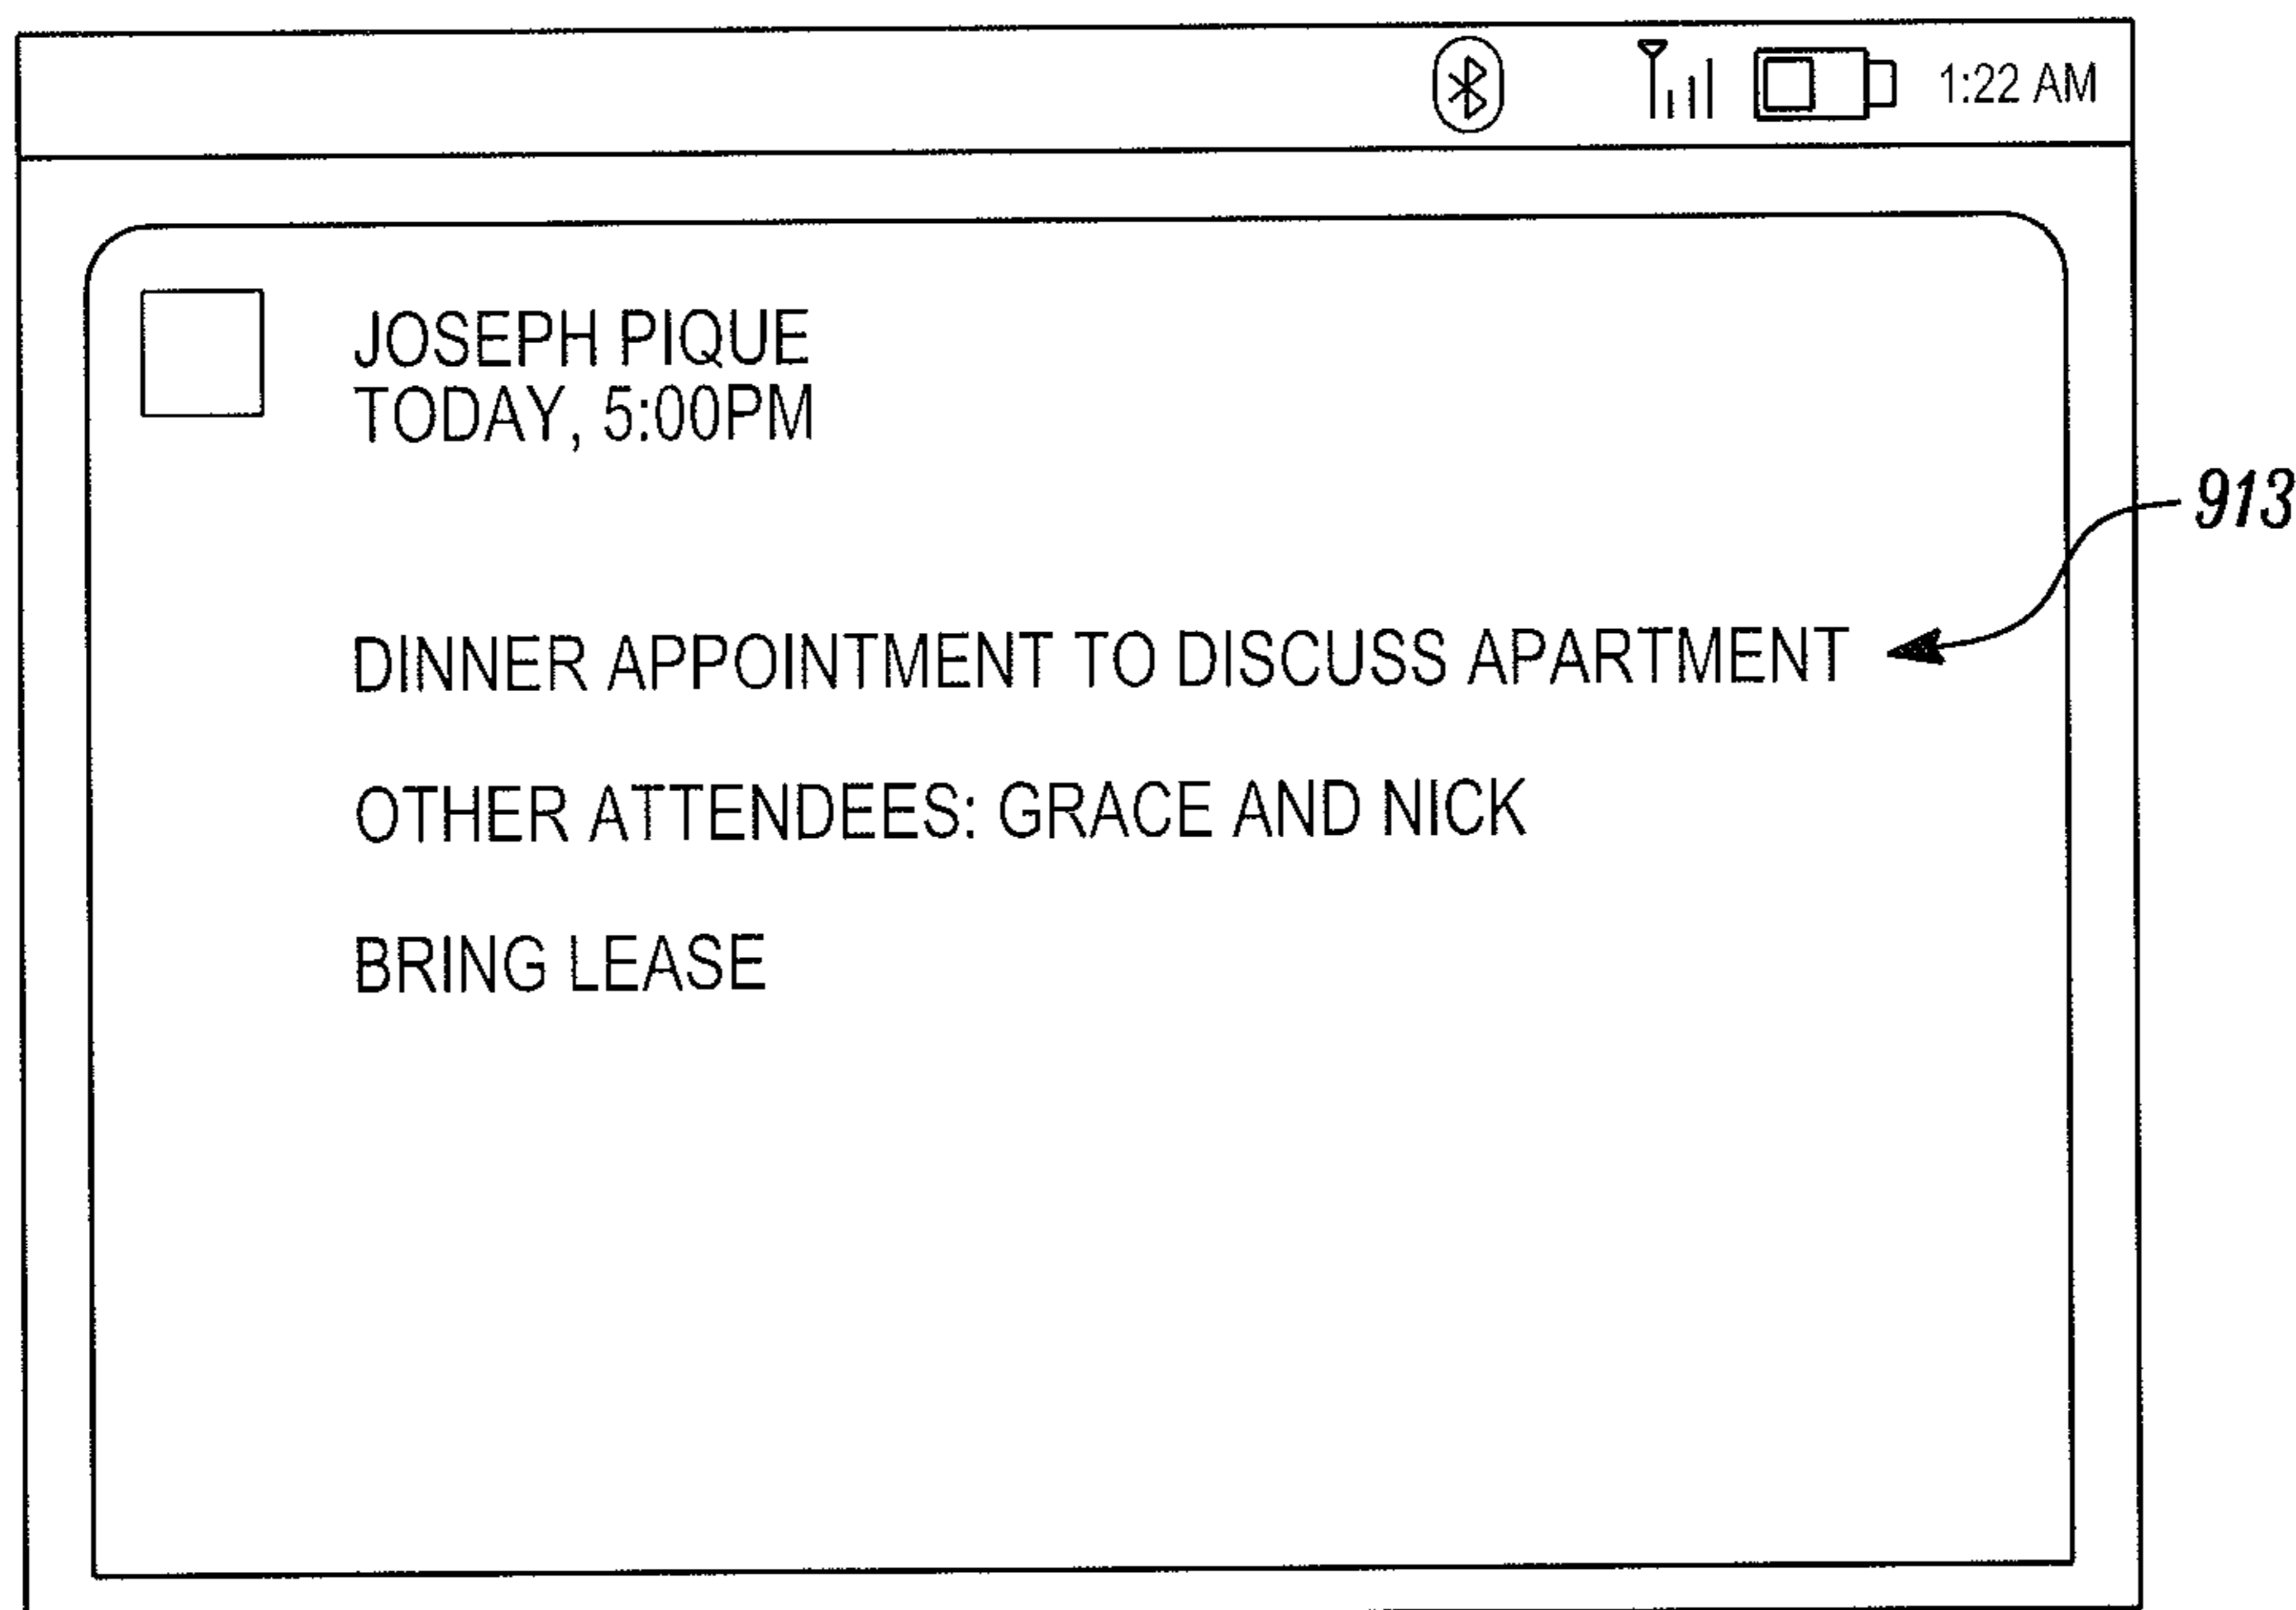 1:22 AM
JOSEPH PIQUE
TODAY, 5:00PM
913
DINNER APPOINTMENT TO DISCUSS APARTMENT
OTHER ATTENDEES: GRACE AND NICK
BRING LEASE